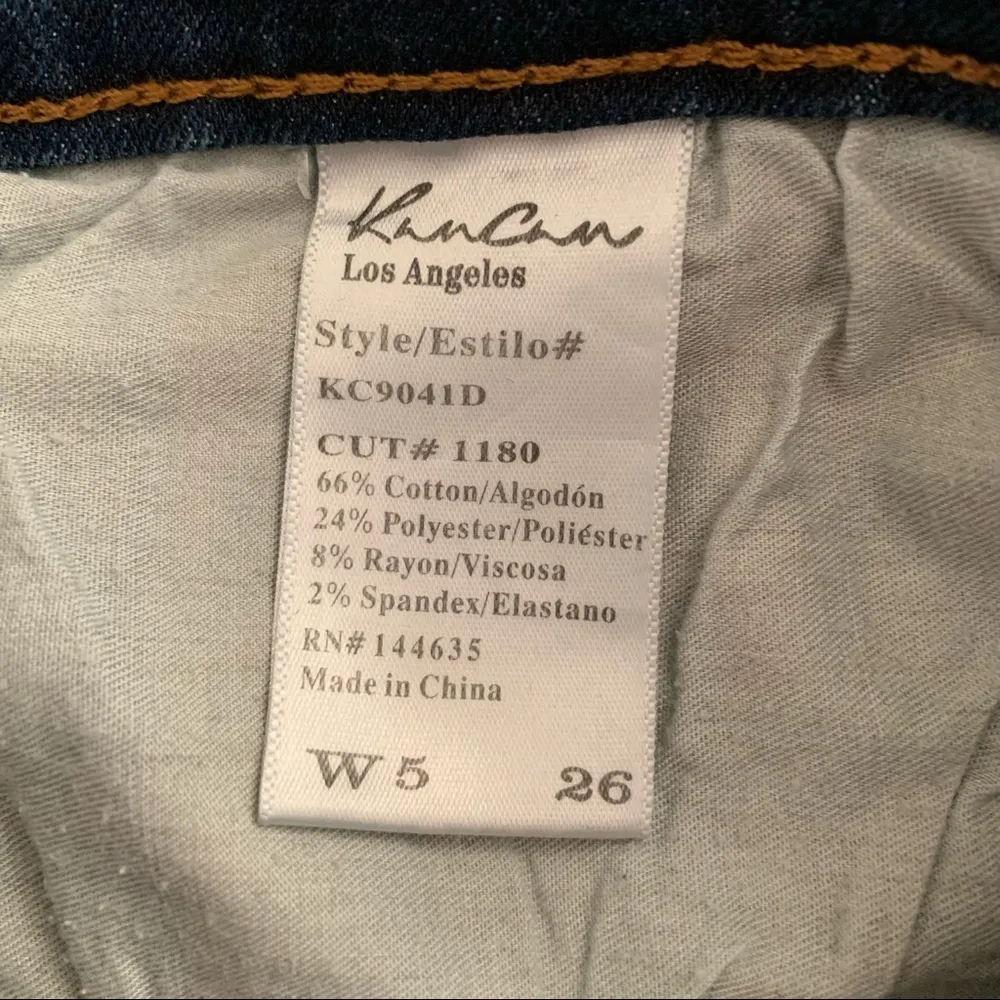 KanCan
Los Angeles
Style/Estilo#
KC9041D
CUT# 1180
66% Cotton/Algodón
24% Polyester/Poliéster
8% Rayon/Viscosa
2% Spandex/Elastano
RN# 144635
Made in China
W 5 26